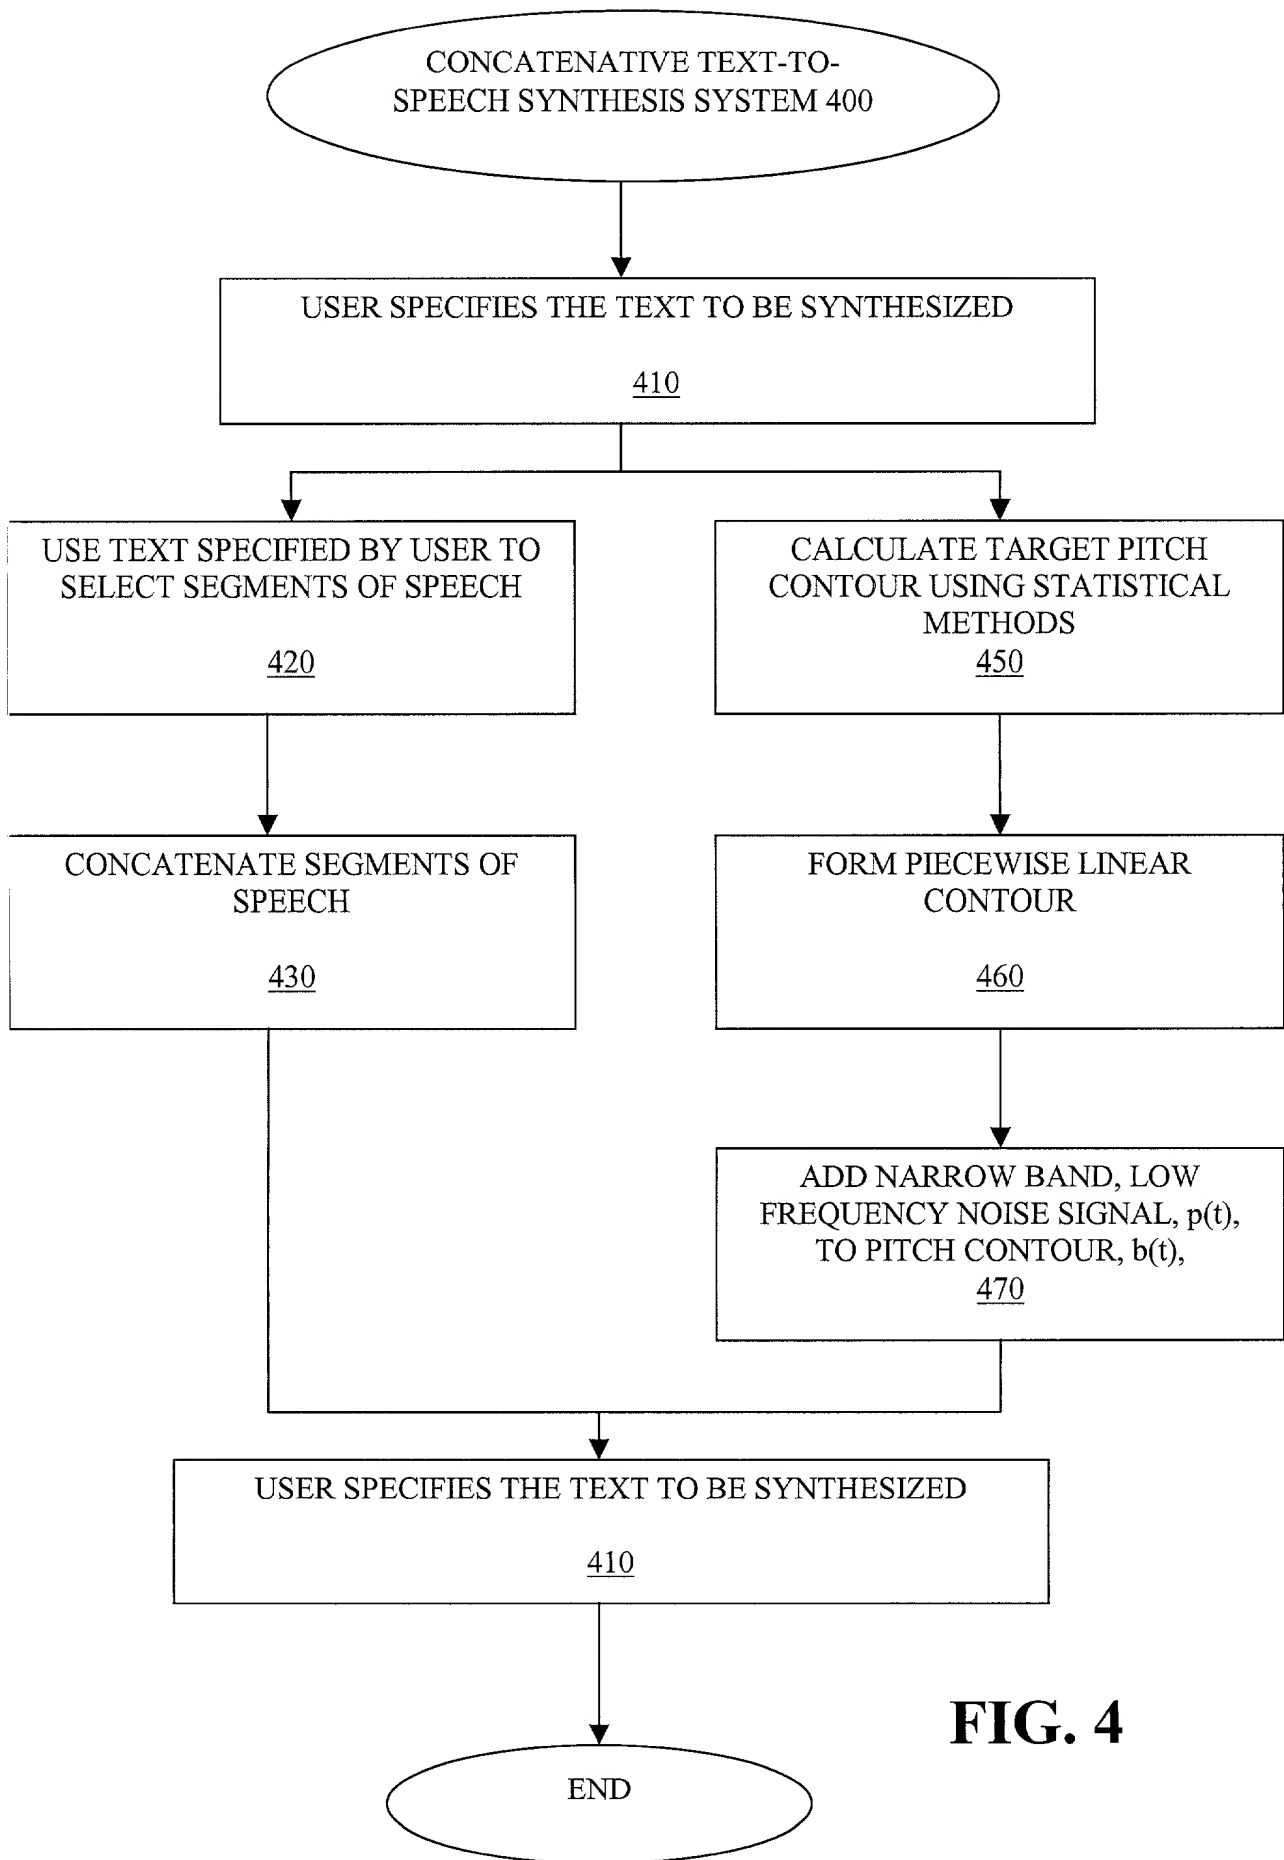 CONCATENATIVE TEXT-TO-
SPEECH SYNTHESIS SYSTEM 400
USER SPECIFIES THE TEXT TO BE SYNTHESIZED
410
USE TEXT SPECIFIED BY USER TO
SELECT SEGMENTS OF SPEECH
420
CALCULATE TARGET PITCH
CONTOUR USING STATISTICAL
METHODS
450
CONCATENATE SEGMENTS OF
SPEECH
430
FORM PIECEWISE LINEAR
CONTOUR
460
ADD NARROW BAND, LOW
FREQUENCY NOISE SIGNAL, p(t),
TO PITCH CONTOUR, b(t),
470
USER SPECIFIES THE TEXT TO BE SYNTHESIZED
410
END
FIG. 4